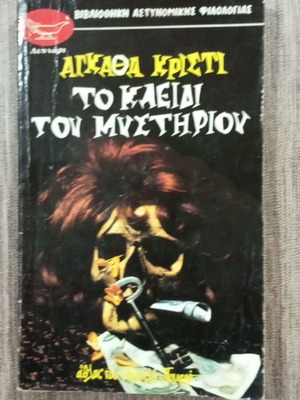 ΒΙΒΛΙΟΘΗΚΗ ΑΣΤΥΝΟΜΙΚΗΣ ΦΙΛΟΛΟΓΙΑΣ
ΑΓΚΑΘΑ ΚΡΙΣΤΙ
ΤΟ ΚΛΕΙΔΙ
ΤΟΥ ΜΥΣΤΗΡΙΟΥ